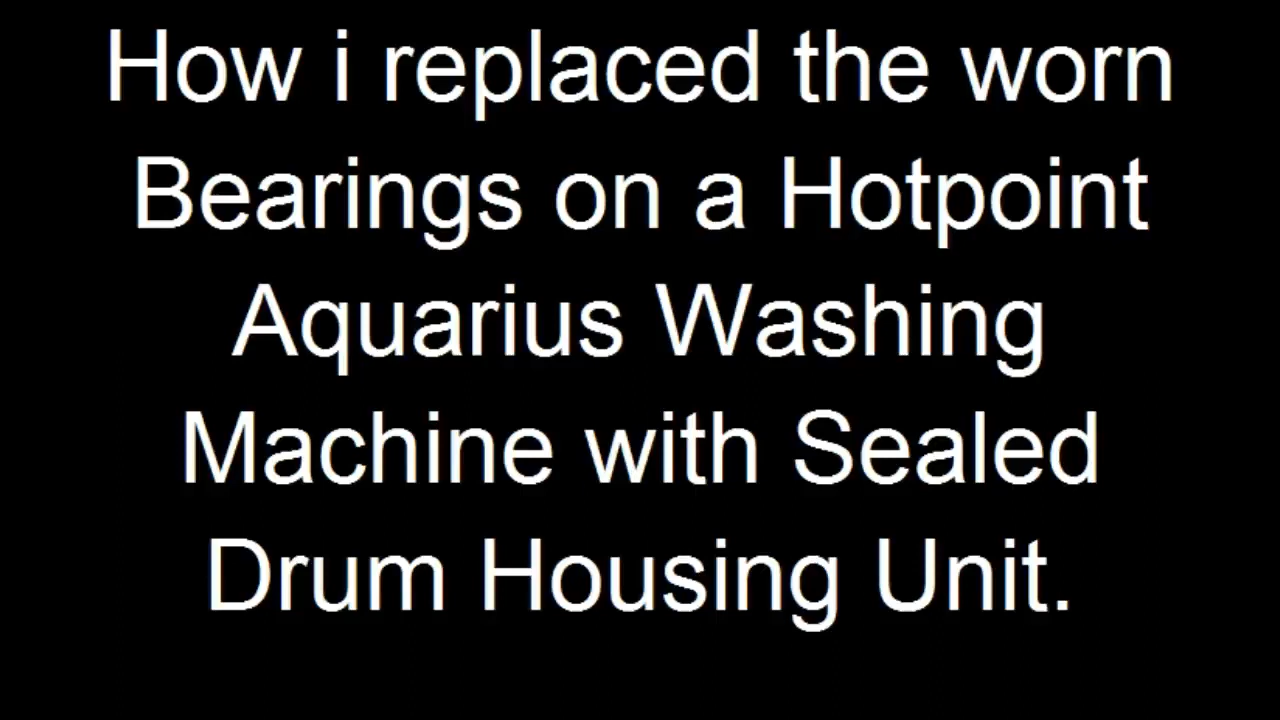 How i replaced the worn
Bearings on a Hotpoint
Aquarius Washing
Machine with Sealed
Drum Housing Unit.